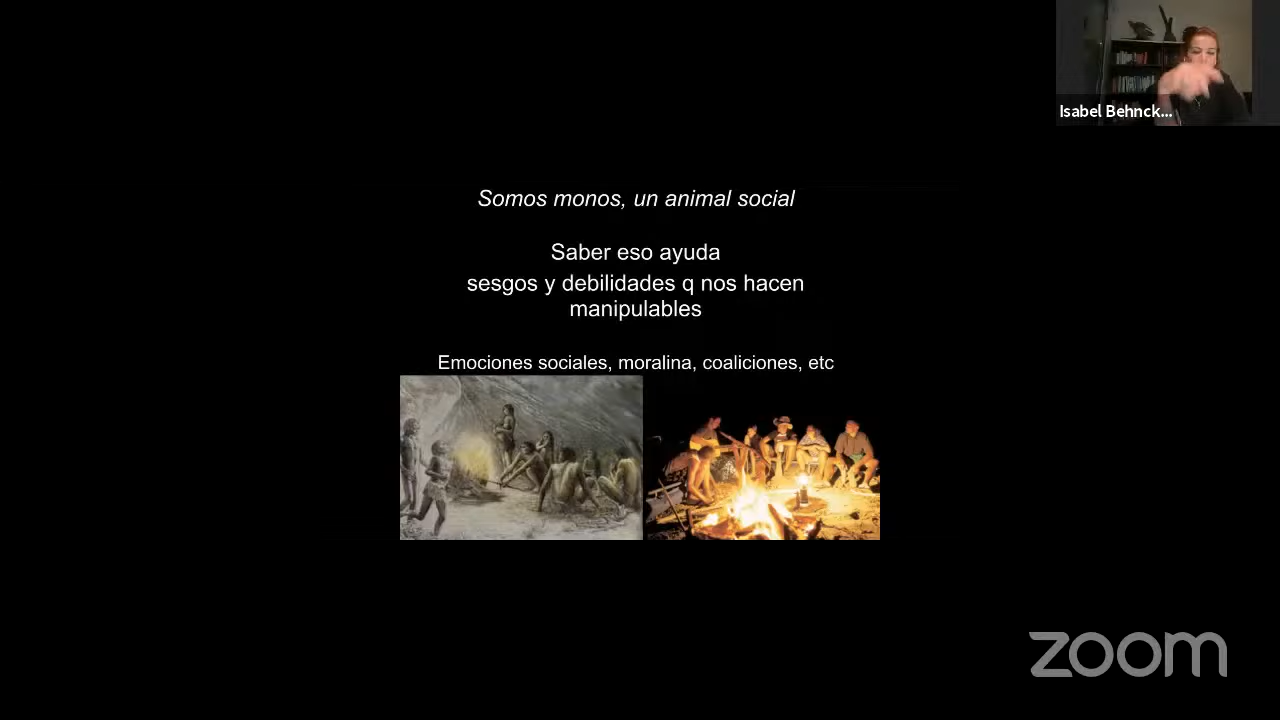 Isabel Behnck...
Somos monos, un animal social
Saber eso ayuda
sesgos y debilidades q nos hacen
manipulables
Emociones sociales, moralina, coaliciones, etc
zoom